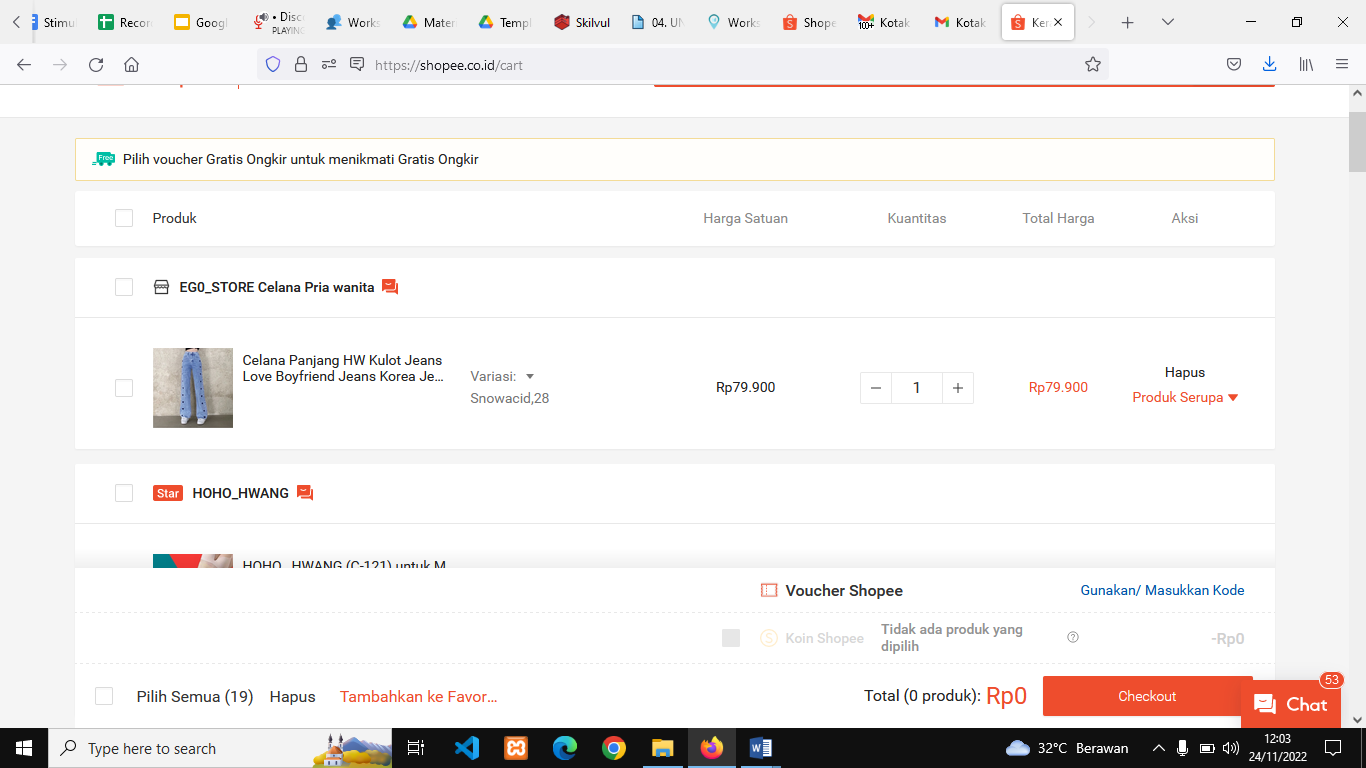 Stimu
Recor
Googl
Disc
PLAYING
Works
Mater
Templ
Skilvul
04. UN
Works
Shope
100+
Kotak
Kotak
Ker
https://shopee.co.id/cart
Free
Pilih voucher Gratis Ongkir untuk menikmati Gratis Ongkir
Produk
Harga Satuan
Kuantitas
Total Harga
Aksi
EG0_STORE Celana Pria wanita
Celana Panjang HW Kulot Jeans
Love Boyfriend Jeans Korea Je...
Variasi:
Snowacid,28
Rp79.900
1
Rp79.900
Hapus
Produk Serupa
Star HOHO_HWANG
HOHO_HWANG (C-121) untuk M
Voucher Shopee
Gunakan/ Masukkan Kode
Koin Shopee
Tidak ada produk yang
dipilih
-Rp0
Pilih Semua (19)
Hapus
Tambahkan ke Favor...
Total (0 produk): Rp0
Checkout
53
Chat
Type here to search
32°C Berawan
12:03
24/11/2022